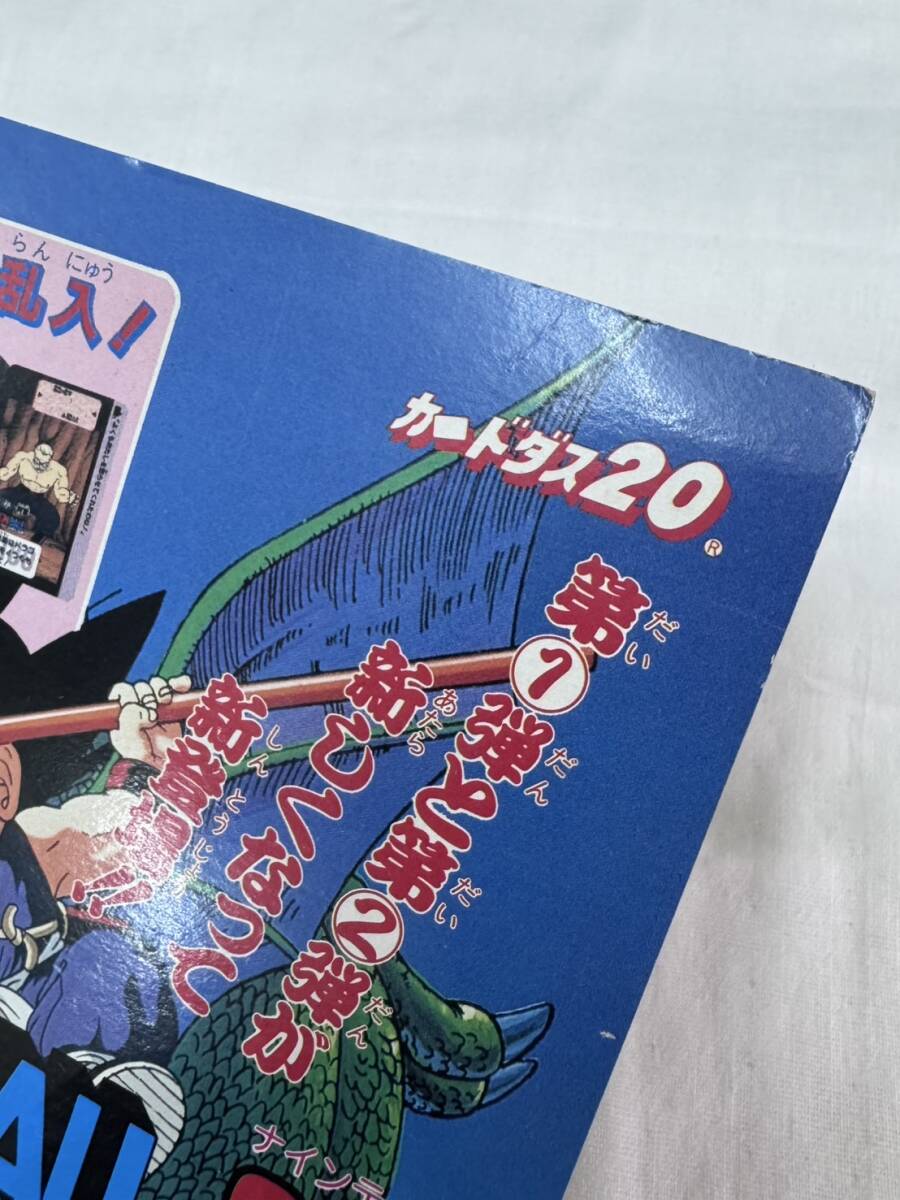 らん にゅう
乱入！
カードダス20
®
だい だん だい だん
第1弾と第2弾が
あたら
新しくなって
しん とうじょう
新登場!!
ナインテ